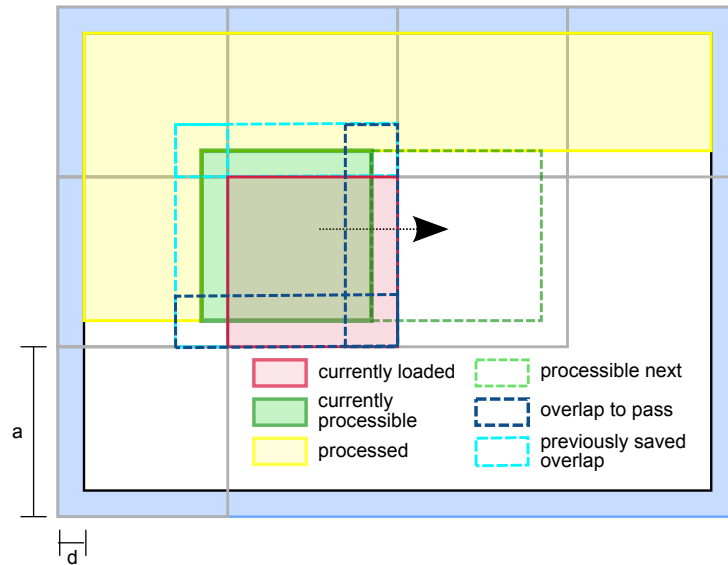 currently loaded
currently
processible
processed
processible next
overlap to pass
previously saved
overlap
a
d